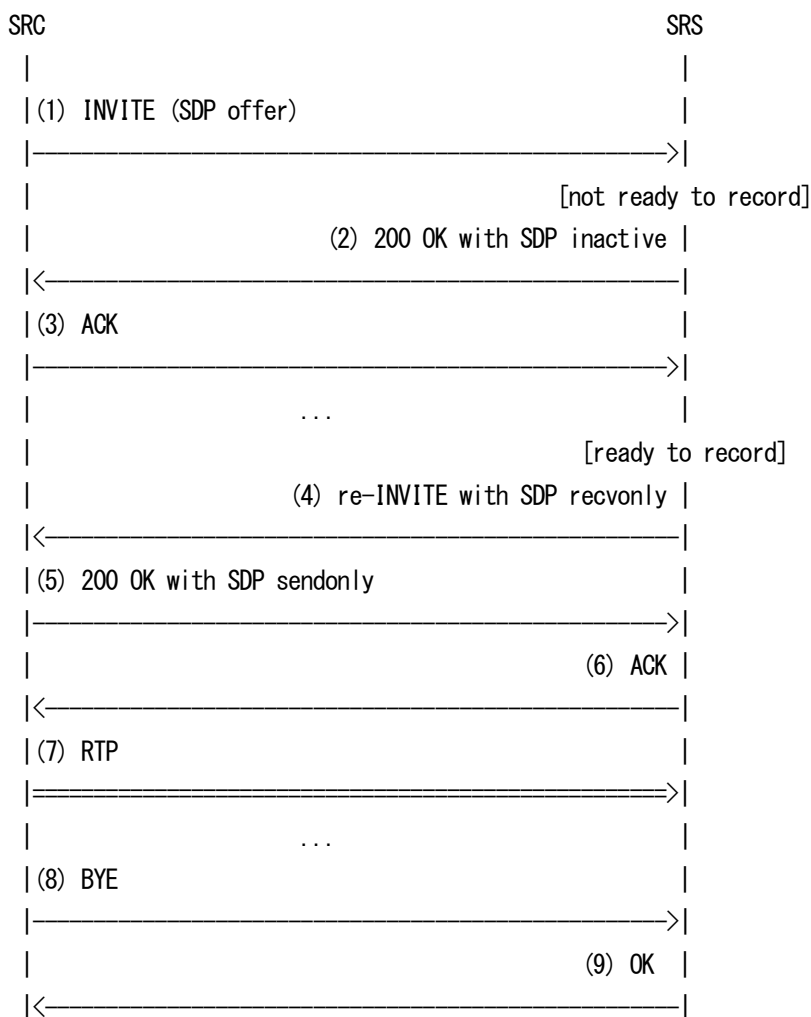 SRC SRS
(1) INVITE (SDP offer)
[not ready to record]
(2) 200 OK with SDP inactive
(3) ACK
...
[ready to record]
(4) re-INVITE with SDP recvonly
(5) 200 OK with SDP sendonly
(6) ACK
(7) RTP
...
(8) BYE
(9) OK